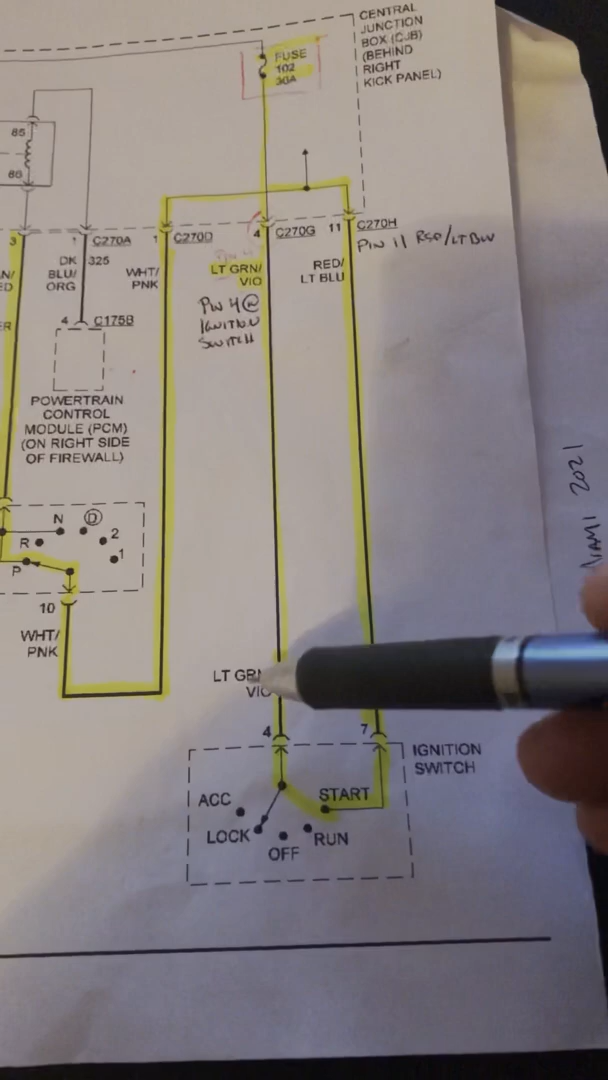 CENTRAL
JUNCTION
BOX (CJB)
(BEHIND
RIGHT
KICK PANEL)
FUSE
102
30A
85
86
3
1
C270A
1
C270D
4
C270G
11
C270H
PIN 11 RED/LT BLU
DK
BLU/
ORG
325
WHT/
PNK
LT GRN/
VIO
RED/
LT BLU
PIN 4 @
IGNITION
SWITCH
4
C175B
POWERTRAIN
CONTROL
MODULE (PCM)
(ON RIGHT SIDE
OF FIREWALL)
2021
N
D
R
2
P
1
10
WHT/
PNK
LT GRN
VIO
4
7
IGNITION
SWITCH
ACC
START
LOCK
RUN
OFF